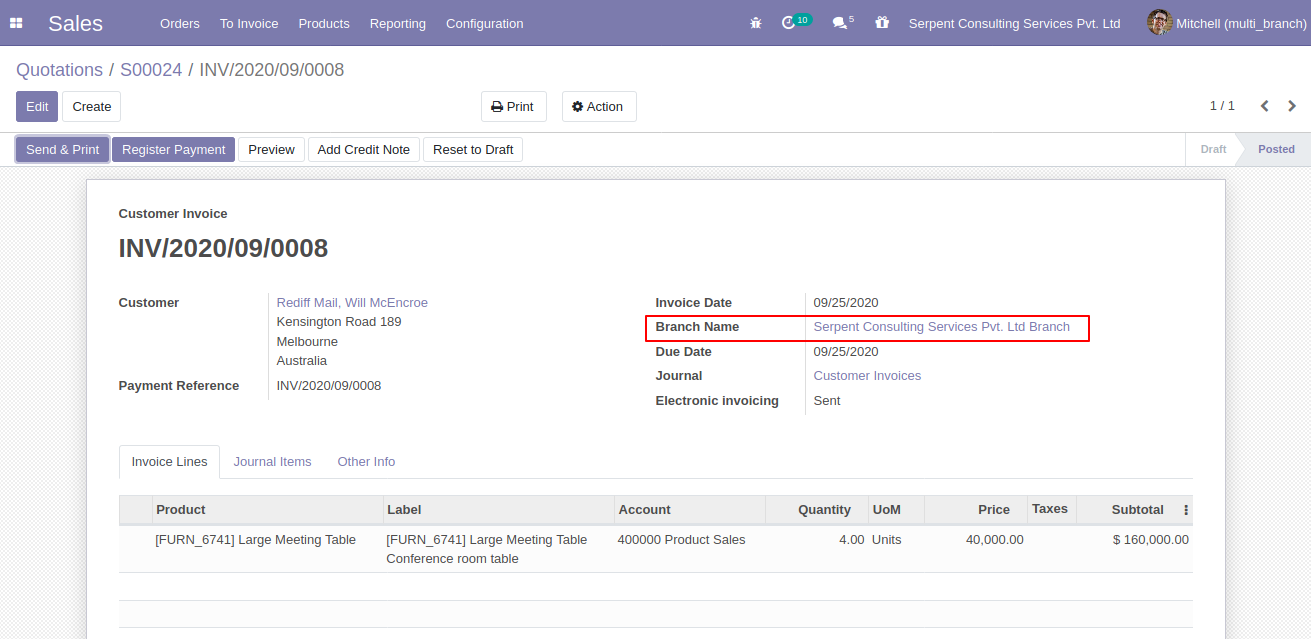 Sales Orders To Invoice Products Reporting Configuration 10 5 Serpent Consulting Services Pvt. Ltd Mitchell (multi_branch)
Quotations / S00024 / INV/2020/09/0008
Edit Create Print Action 1 / 1
Send & Print Register Payment Preview Add Credit Note Reset to Draft Draft Posted
Customer Invoice
INV/2020/09/0008
Customer Rediff Mail, Will McEncroe
Kensington Road 189
Melbourne
Australia
Payment Reference INV/2020/09/0008
Invoice Date 09/25/2020
Branch Name Serpent Consulting Services Pvt. Ltd Branch
Due Date 09/25/2020
Journal Customer Invoices
Electronic invoicing Sent
Invoice Lines Journal Items Other Info
Product Label Account Quantity UoM Price Taxes Subtotal
[FURN_6741] Large Meeting Table [FURN_6741] Large Meeting Table 400000 Product Sales 4.00 Units 40,000.00 $ 160,000.00
Conference room table